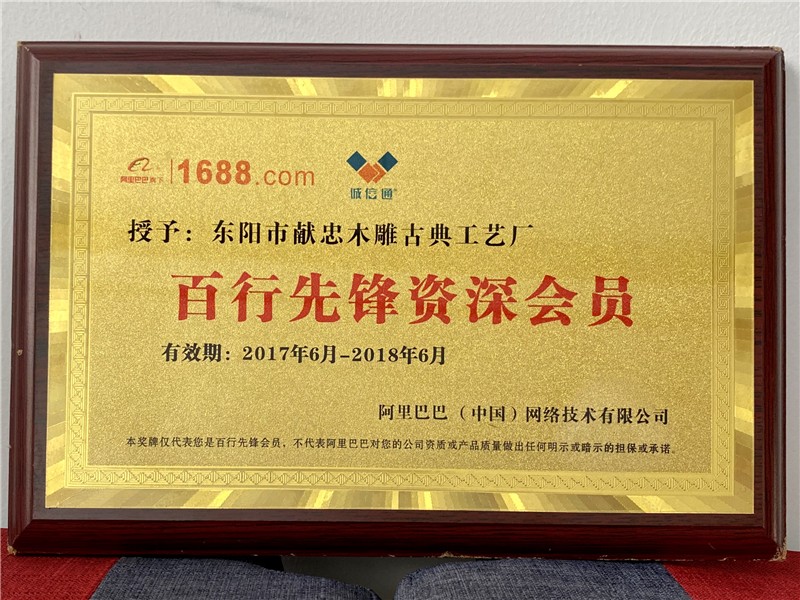 阿里巴巴旗下 1688.com 诚信通®
授予：东阳市献忠木雕古典工艺厂
百行先锋资深会员
有效期：2017年6月-2018年6月
阿里巴巴（中国）网络技术有限公司
本奖牌仅代表您是百行先锋会员，不代表阿里巴巴对您的公司资质或产品质量做出任何明示或暗示的担保或承诺。